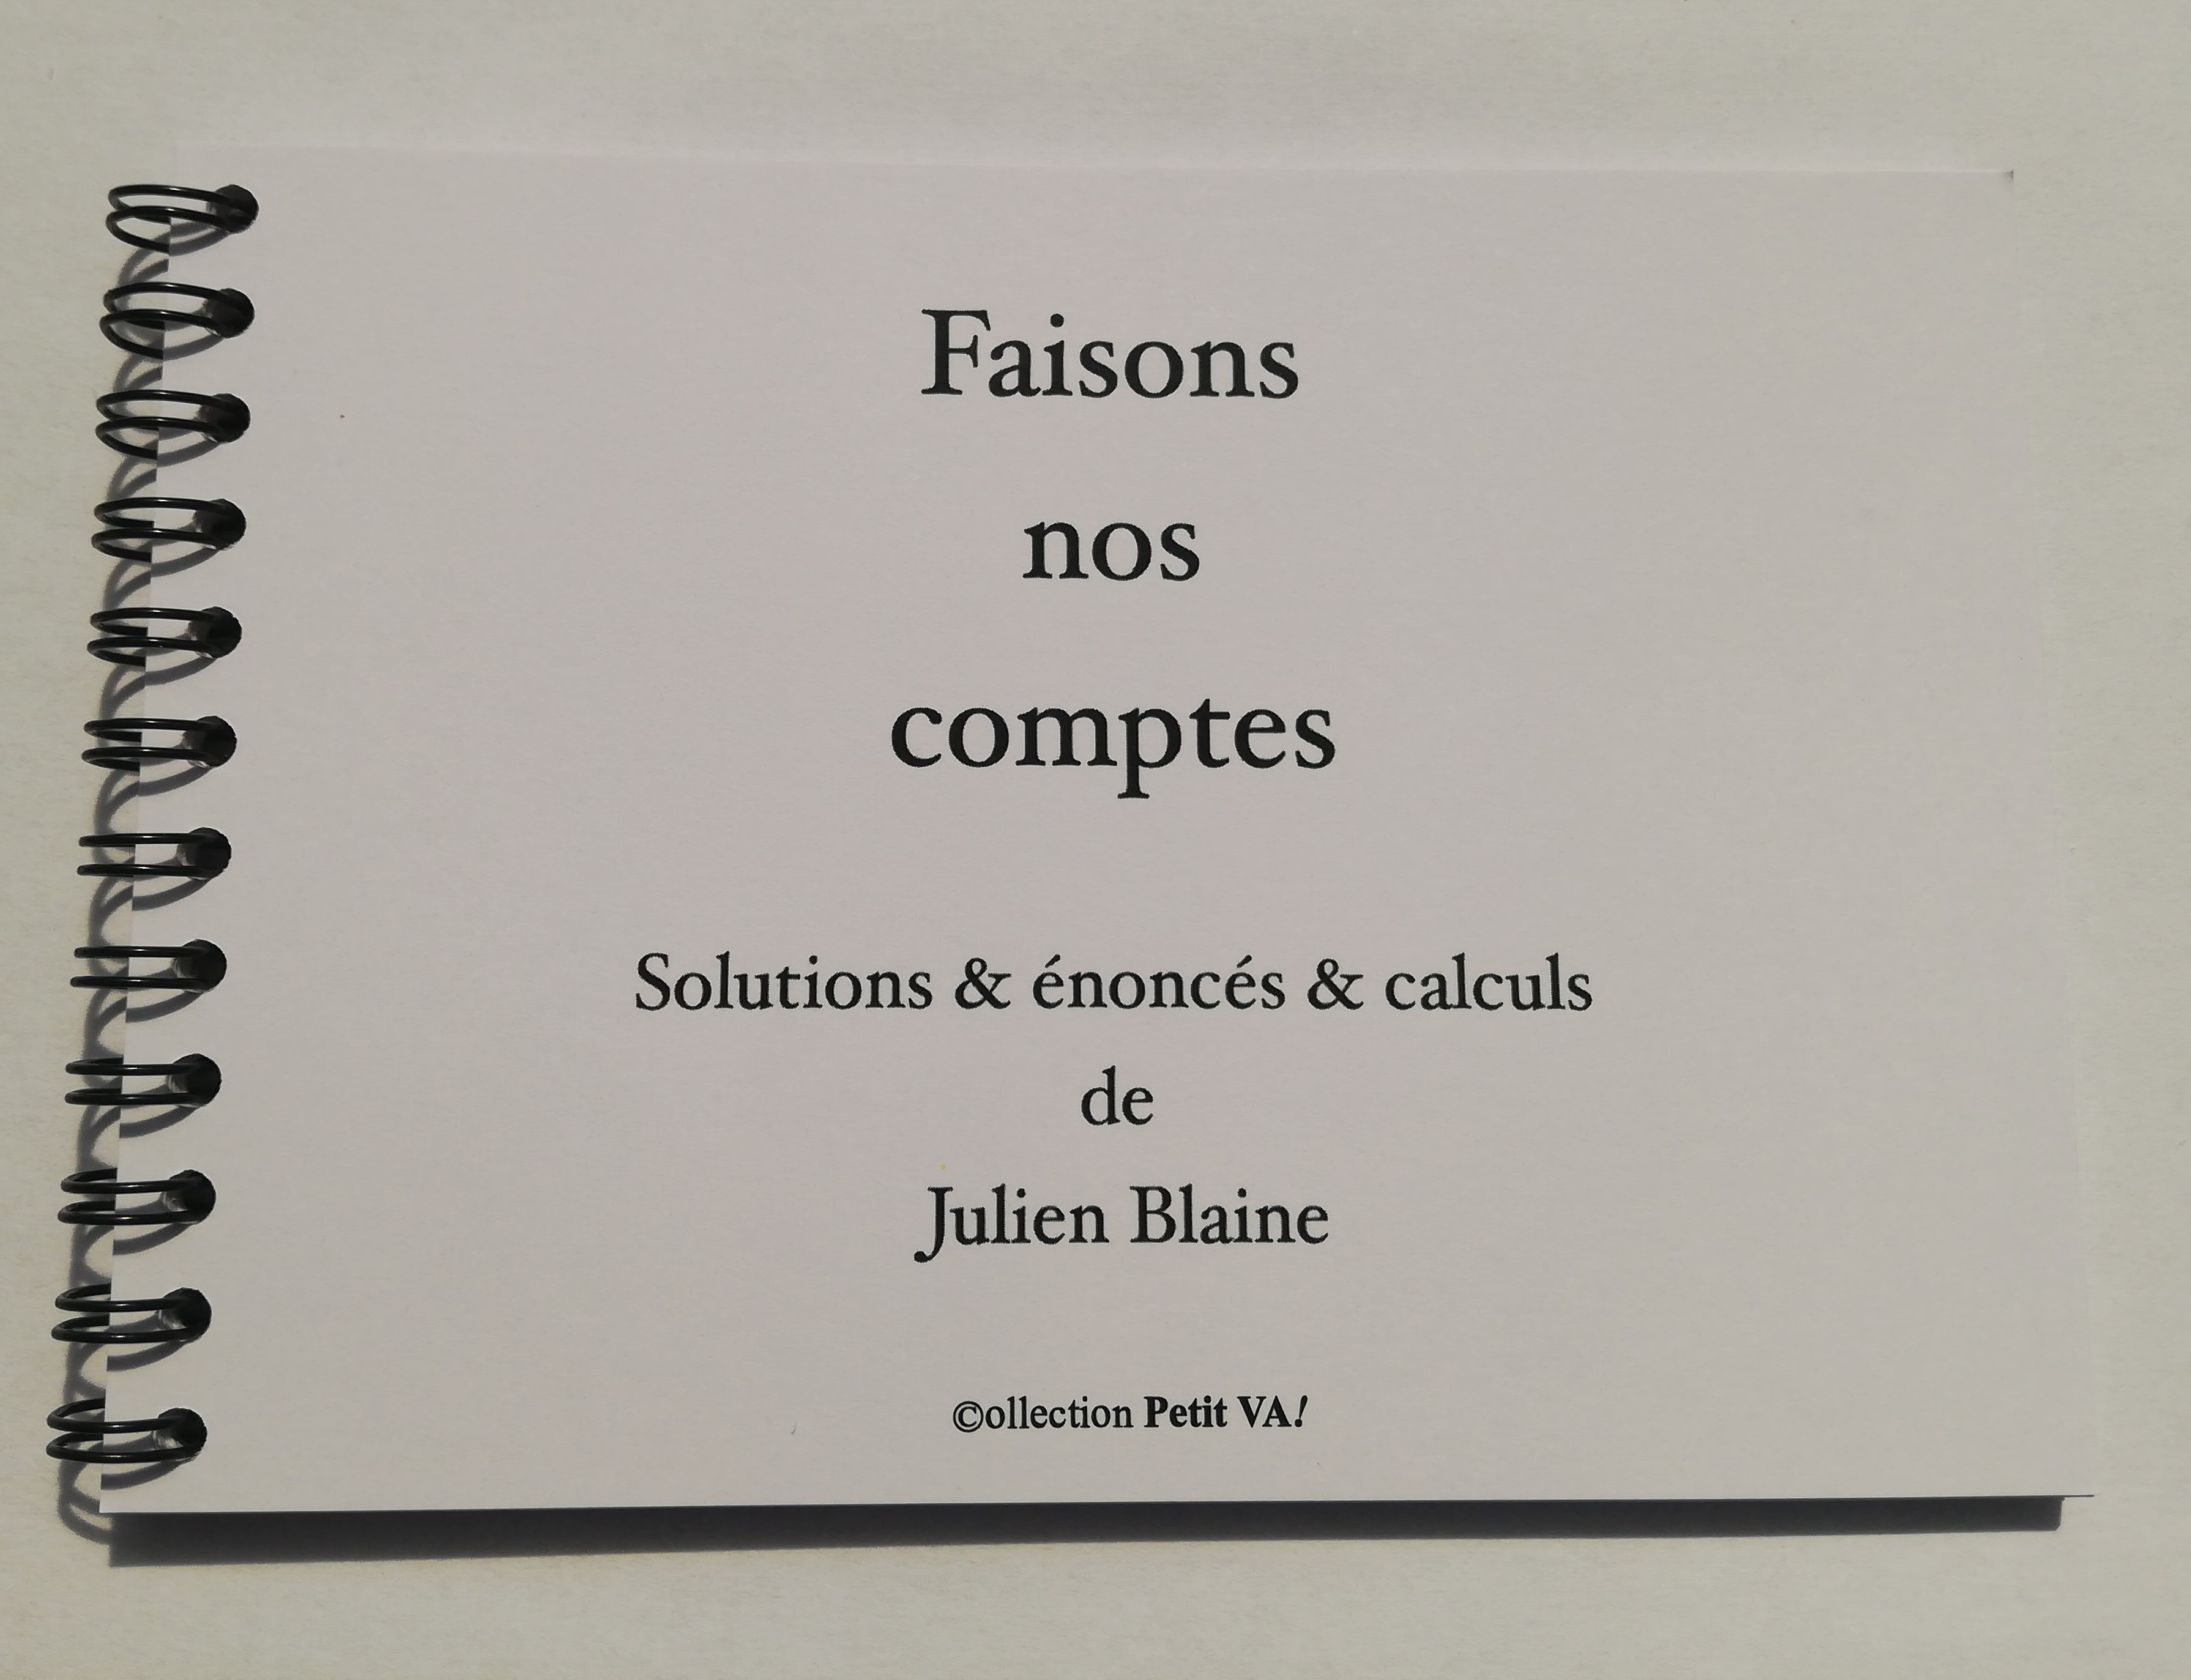 Faisons
nos
comptes
Solutions & énoncés & calculs
de
Julien Blaine
©ollection Petit VA!